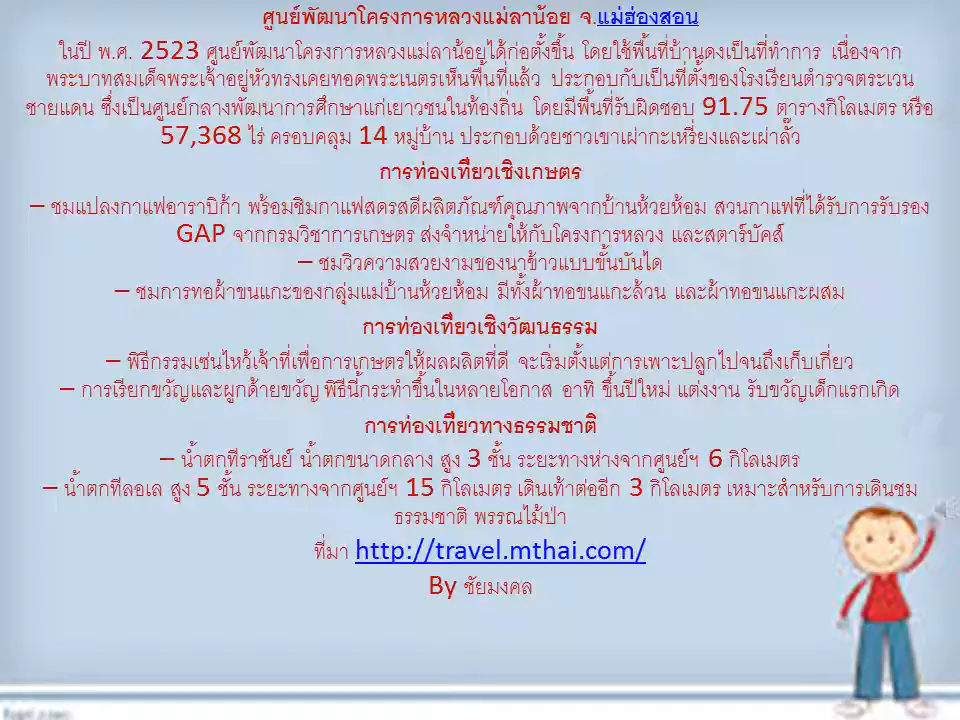 ศูนย์พัฒนาโครงการหลวงแม่ลาน้อย จ.แม่ฮ่องสอน
ในปี พ.ศ. 2523 ศูนย์พัฒนาโครงการหลวงแม่ลาน้อยได้ก่อตั้งขึ้น โดยใช้พื้นที่บ้านดงเป็นที่ทำการ เนื่องจาก
พระบาทสมเด็จพระเจ้าอยู่หัวทรงเคยทอดพระเนตรเห็นพื้นที่แล้ว ประกอบกับเป็นที่ตั้งของโรงเรียนตำรวจตระเวน
ชายแดน ซึ่งเป็นศูนย์กลางพัฒนาการศึกษาแก่เยาวชนในท้องถิ่น โดยมีพื้นที่รับผิดชอบ 91.75 ตารางกิโลเมตร หรือ
57,368 ไร่ ครอบคลุม 14 หมู่บ้าน ประกอบด้วยชาวเขาเผ่ากะเหรี่ยงและเผ่าลั๊ว
การท่องเที่ยวเชิงเกษตร
– ชมแปลงกาแฟอาราบิก้า พร้อมชิมกาแฟสดรสดีผลิตภัณฑ์คุณภาพจากบ้านห้วยห้อม สวนกาแฟที่ได้รับการรับรอง
GAP จากกรมวิชาการเกษตร ส่งจำหน่ายให้กับโครงการหลวง และสตาร์บัคส์
– ชมวิวความสวยงามของนาข้าวแบบขั้นบันได
– ชมการทอผ้าขนแกะของกลุ่มแม่บ้านห้วยห้อม มีทั้งผ้าทอขนแกะล้วน และผ้าทอขนแกะผสม
การท่องเที่ยวเชิงวัฒนธรรม
– พิธีกรรมเซ่นไหว้เจ้าที่เพื่อการเกษตรให้ผลผลิตที่ดี จะเริ่มตั้งแต่การเพาะปลูกไปจนถึงเก็บเกี่ยว
– การเรียกขวัญและผูกด้ายขวัญ พิธีนี้กระทำขึ้นในหลายโอกาส อาทิ ขึ้นปีใหม่ แต่งงาน รับขวัญเด็กแรกเกิด
การท่องเที่ยวทางธรรมชาติ
– น้ำตกทีราชันย์ น้ำตกขนาดกลาง สูง 3 ชั้น ระยะทางห่างจากศูนย์ฯ 6 กิโลเมตร
– น้ำตกทีลอเล สูง 5 ชั้น ระยะทางจากศูนย์ฯ 15 กิโลเมตร เดินเท้าต่ออีก 3 กิโลเมตร เหมาะสำหรับการเดินชม
ธรรมชาติ พรรณไม้ป่า
ที่มา http://travel.mthai.com/
By ชัยมงคล